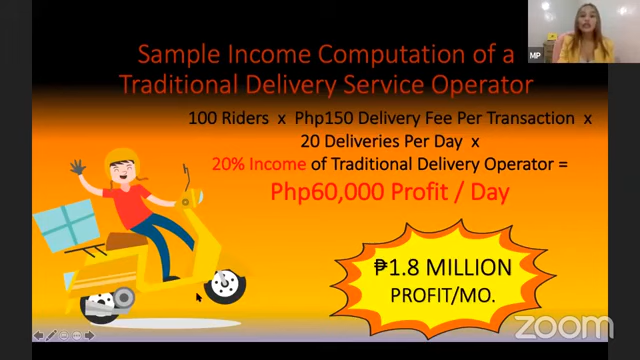 MP
Sample Income Computation of a
Traditional Delivery Service Operator
100 Riders x Php150 Delivery Fee Per Transaction x
20 Deliveries Per Day x
20% Income of Traditional Delivery Operator =
Php60,000 Profit / Day
₱1.8 MILLION
PROFIT/MO.
zoom